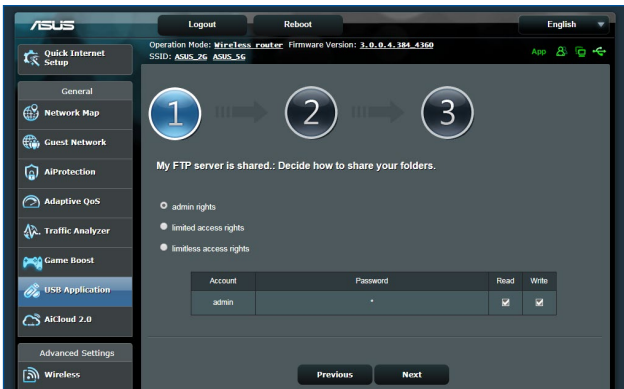 ASUS
Logout
Reboot
English
Operation Mode: Wireless router Firmware Version: 3.0.0.4.384_4360
SSID: ASUS_2G ASUS_5G
App
Quick Internet
Setup
General
Network Map
Guest Network
AiProtection
Adaptive QoS
Traffic Analyzer
Game Boost
USB Application
AiCloud 2.0
Advanced Settings
Wireless
1
2
3
My FTP server is shared.: Decide how to share your folders.
admin rights
limited access rights
limitless access rights
Account Password Read Write
admin * 
Previous Next